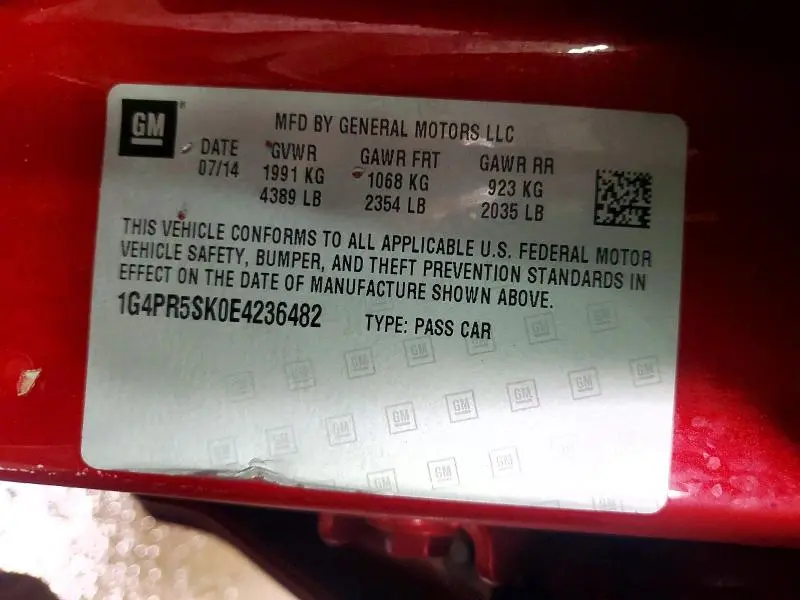 GM
MFD BY GENERAL MOTORS LLC
DATE GVWR GAWR FRT GAWR RR
07/14 1991 KG 1068 KG 923 KG
4389 LB 2354 LB 2035 LB
THIS VEHICLE CONFORMS TO ALL APPLICABLE U.S. FEDERAL MOTOR
VEHICLE SAFETY, BUMPER, AND THEFT PREVENTION STANDARDS IN
EFFECT ON THE DATE OF MANUFACTURE SHOWN ABOVE.
1G4PR5SK0E4236482 TYPE: PASS CAR